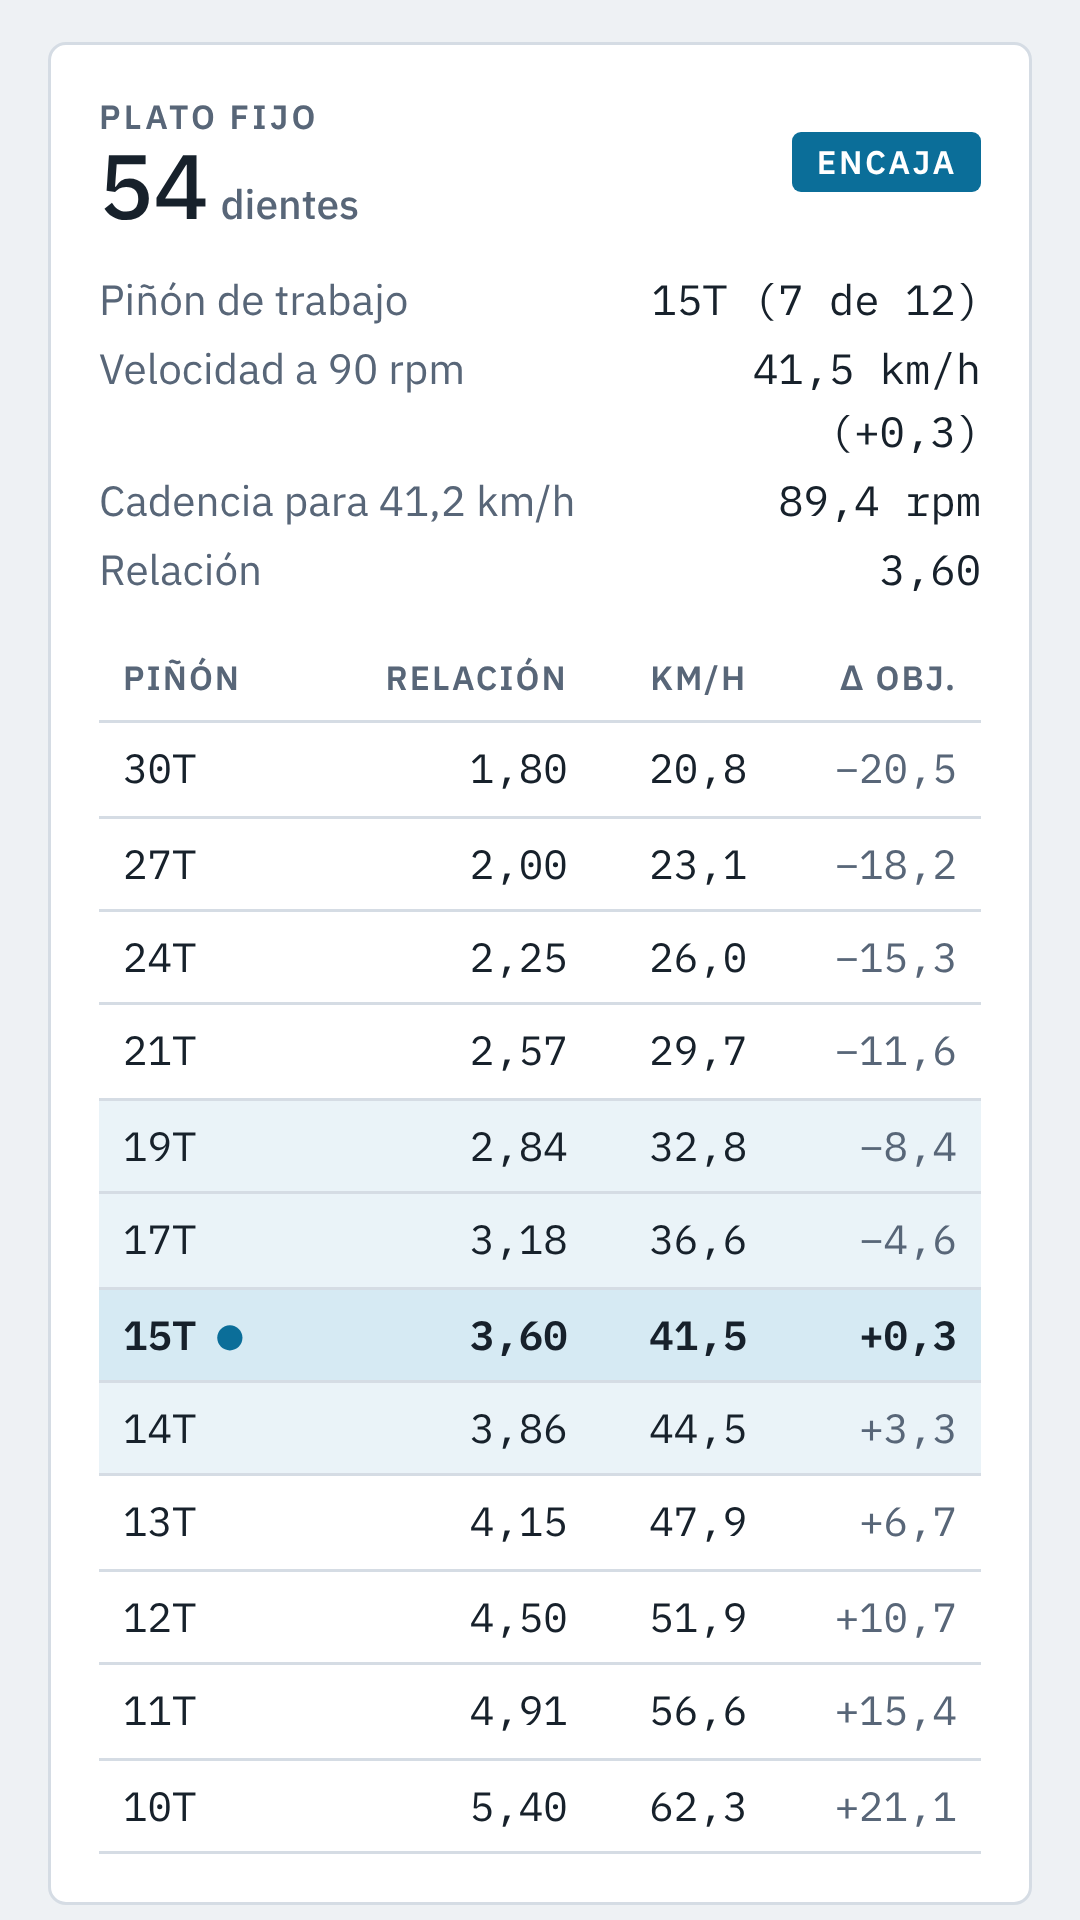 PLATO FIJO
54 dientes
ENCAJA
Piñón de trabajo 15T (7 de 12)
Velocidad a 90 rpm 41,5 km/h
(+0,3)
Cadencia para 41,2 km/h 89,4 rpm
Relación 3,60
PIÑÓN RELACIÓN KM/H Δ OBJ.
30T 1,80 20,8 −20,5
27T 2,00 23,1 −18,2
24T 2,25 26,0 −15,3
21T 2,57 29,7 −11,6
19T 2,84 32,8 −8,4
17T 3,18 36,6 −4,6
15T 3,60 41,5 +0,3
14T 3,86 44,5 +3,3
13T 4,15 47,9 +6,7
12T 4,50 51,9 +10,7
11T 4,91 56,6 +15,4
10T 5,40 62,3 +21,1